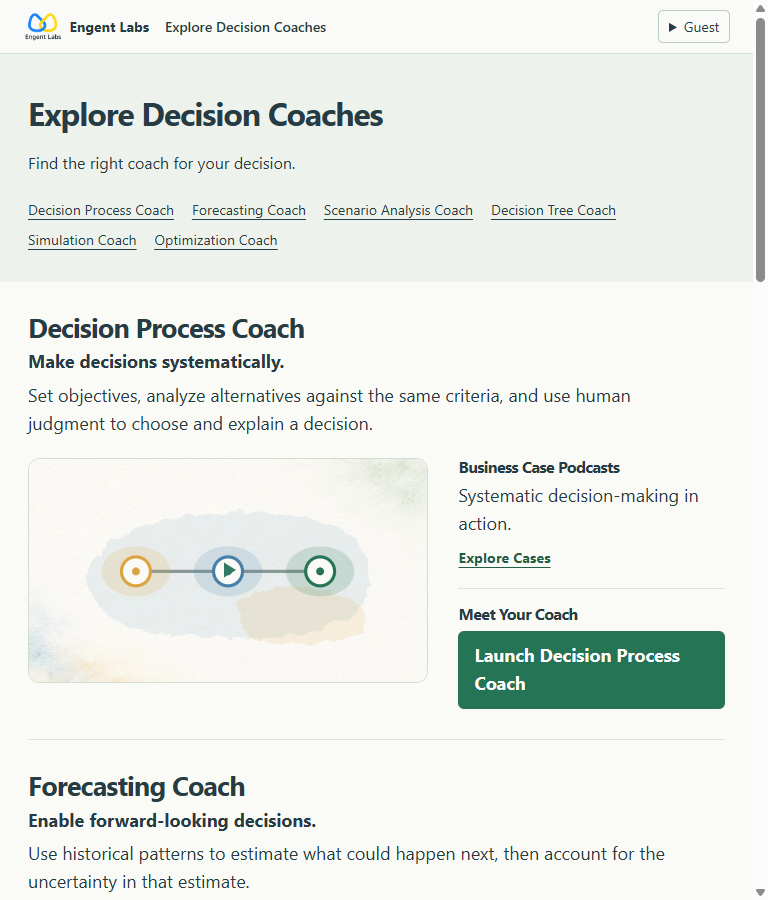 Engent Labs
Engent Labs
Explore Decision Coaches
Guest
Explore Decision Coaches
Find the right coach for your decision.
Decision Process Coach
Forecasting Coach
Scenario Analysis Coach
Decision Tree Coach
Simulation Coach
Optimization Coach
Decision Process Coach
Make decisions systematically.
Set objectives, analyze alternatives against the same criteria, and use human
judgment to choose and explain a decision.
Business Case Podcasts
Systematic decision-making in
action.
Explore Cases
Meet Your Coach
Launch Decision Process
Coach
Forecasting Coach
Enable forward-looking decisions.
Use historical patterns to estimate what could happen next, then account for the
uncertainty in that estimate.